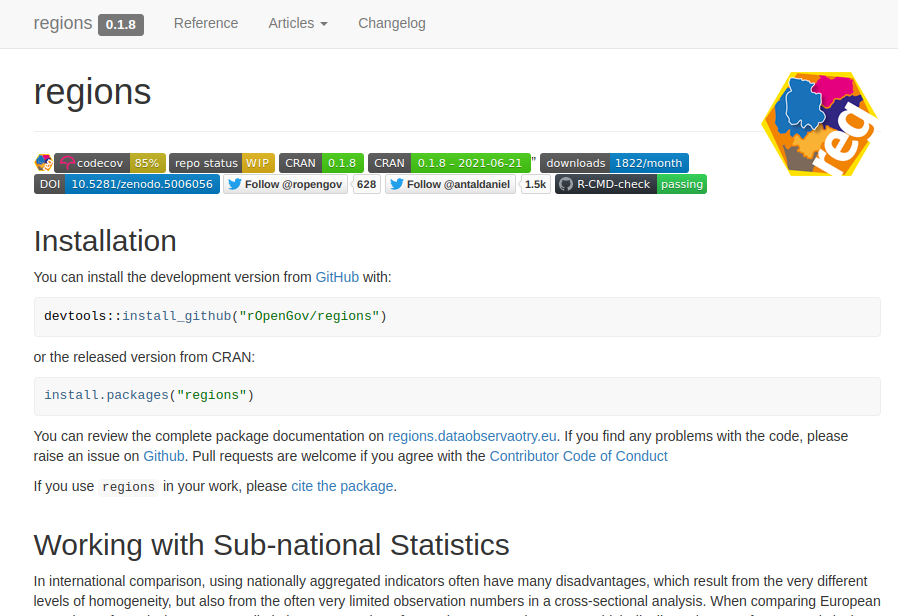 regions 0.1.8 Reference Articles Changelog
regions
reg
codecov 85% repo status WIP CRAN 0.1.8 CRAN 0.1.8 - 2021-06-21 " downloads 1822/month
DOI 10.5281/zenodo.5006056 Follow @ropengov 628 Follow @antaldaniel 1.5k R-CMD-check passing
Installation
You can install the development version from GitHub with:
devtools::install_github("rOpenGov/regions")
or the released version from CRAN:
install.packages("regions")
You can review the complete package documentation on regions.dataobservaotry.eu. If you find any problems with the code, please
raise an issue on Github. Pull requests are welcome if you agree with the Contributor Code of Conduct
If you use regions in your work, please cite the package.
Working with Sub-national Statistics
In international comparison, using nationally aggregated indicators often have many disadvantages, which result from the very different
levels of homogeneity, but also from the often very limited observation numbers in a cross-sectional analysis. When comparing European